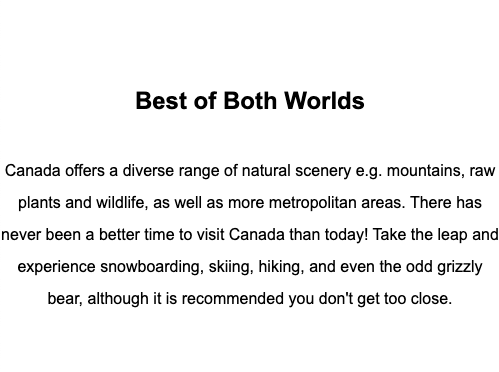 Best of Both Worlds
Canada offers a diverse range of natural scenery e.g. mountains, raw
plants and wildlife, as well as more metropolitan areas. There has
never been a better time to visit Canada than today! Take the leap and
experience snowboarding, skiing, hiking, and even the odd grizzly
bear, although it is recommended you don't get too close.